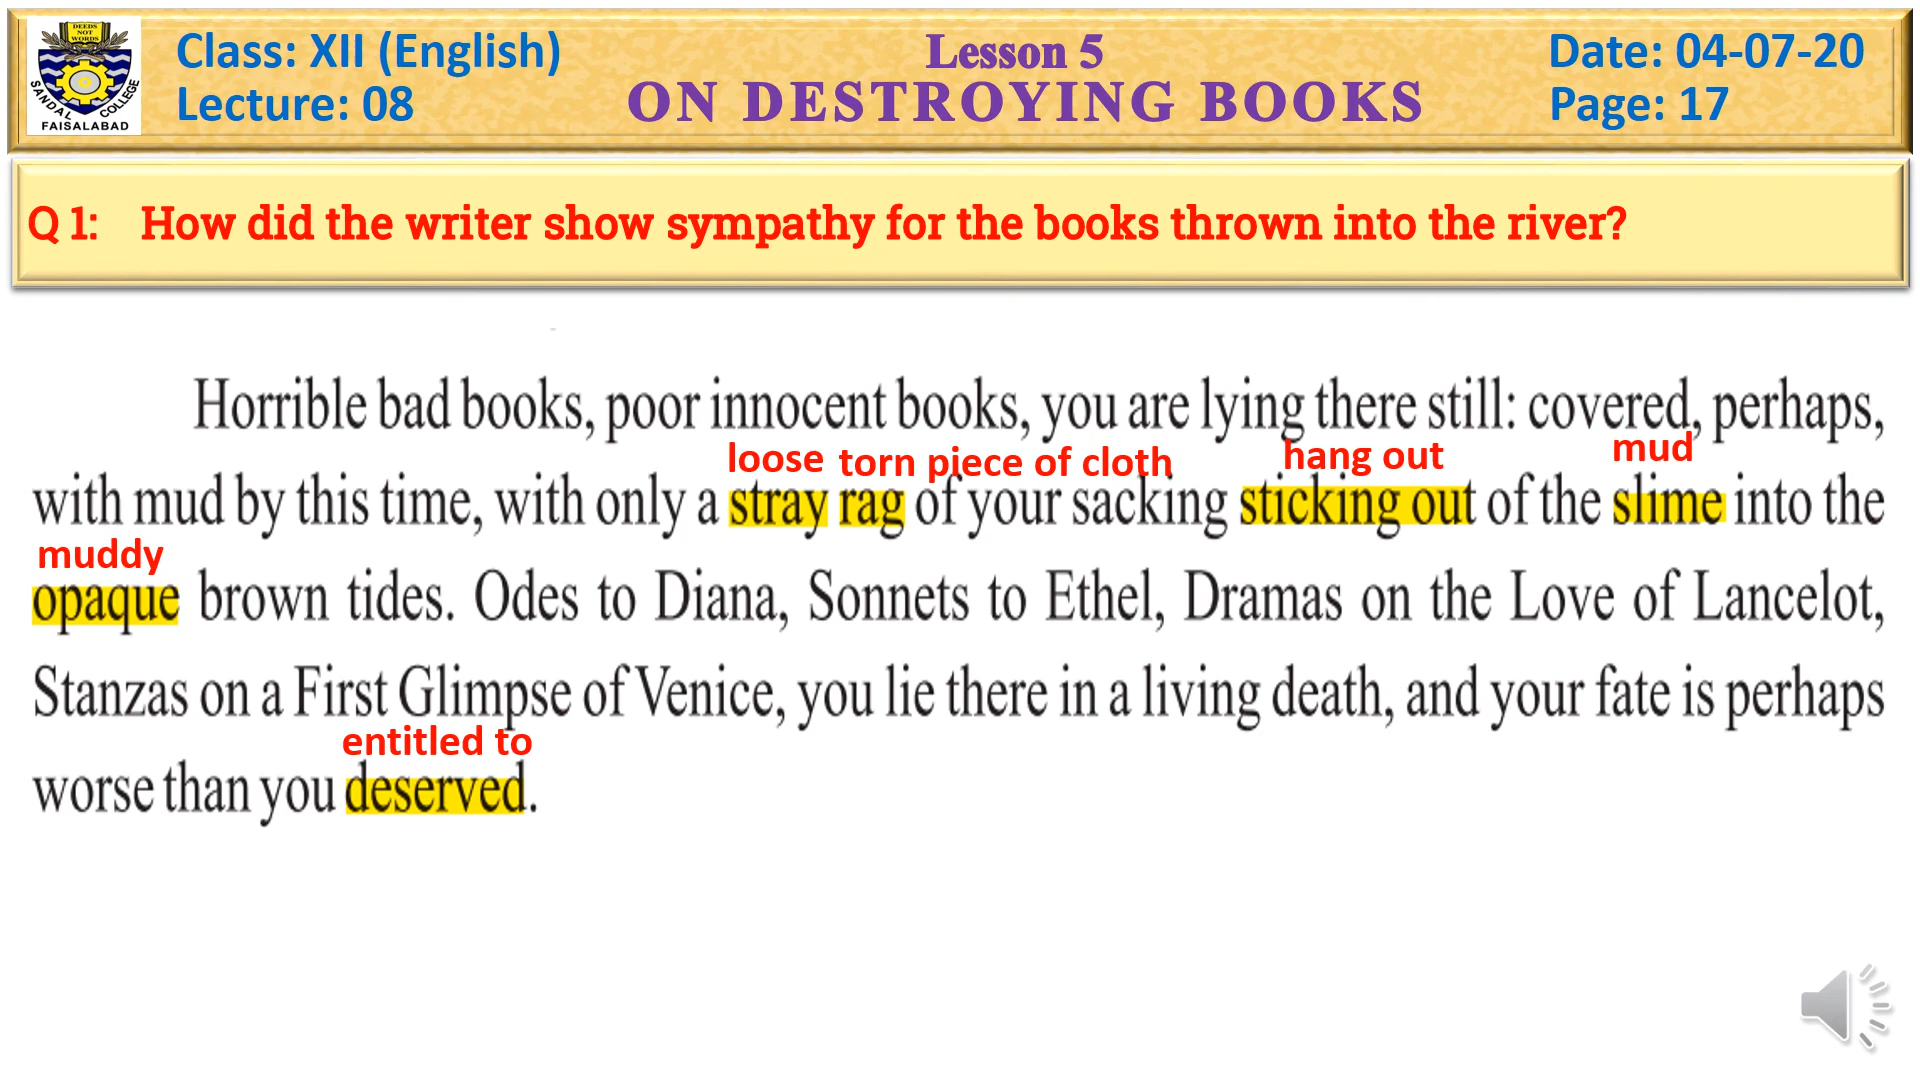 DEEDS
NOT
WORDS
SANDAL COLLEGE
FAISALABAD
Class: XII (English)
Lecture: 08
Lesson 5
ON DESTROYING BOOKS
Date: 04-07-20
Page: 17
Q 1: How did the writer show sympathy for the books thrown into the river?
Horrible bad books, poor innocent books, you are lying there still: covered, perhaps,
loose torn piece of cloth hang out mud
with mud by this time, with only a stray rag of your sacking sticking out of the slime into the
muddy
opaque brown tides. Odes to Diana, Sonnets to Ethel, Dramas on the Love of Lancelot,
Stanzas on a First Glimpse of Venice, you lie there in a living death, and your fate is perhaps
entitled to
worse than you deserved.